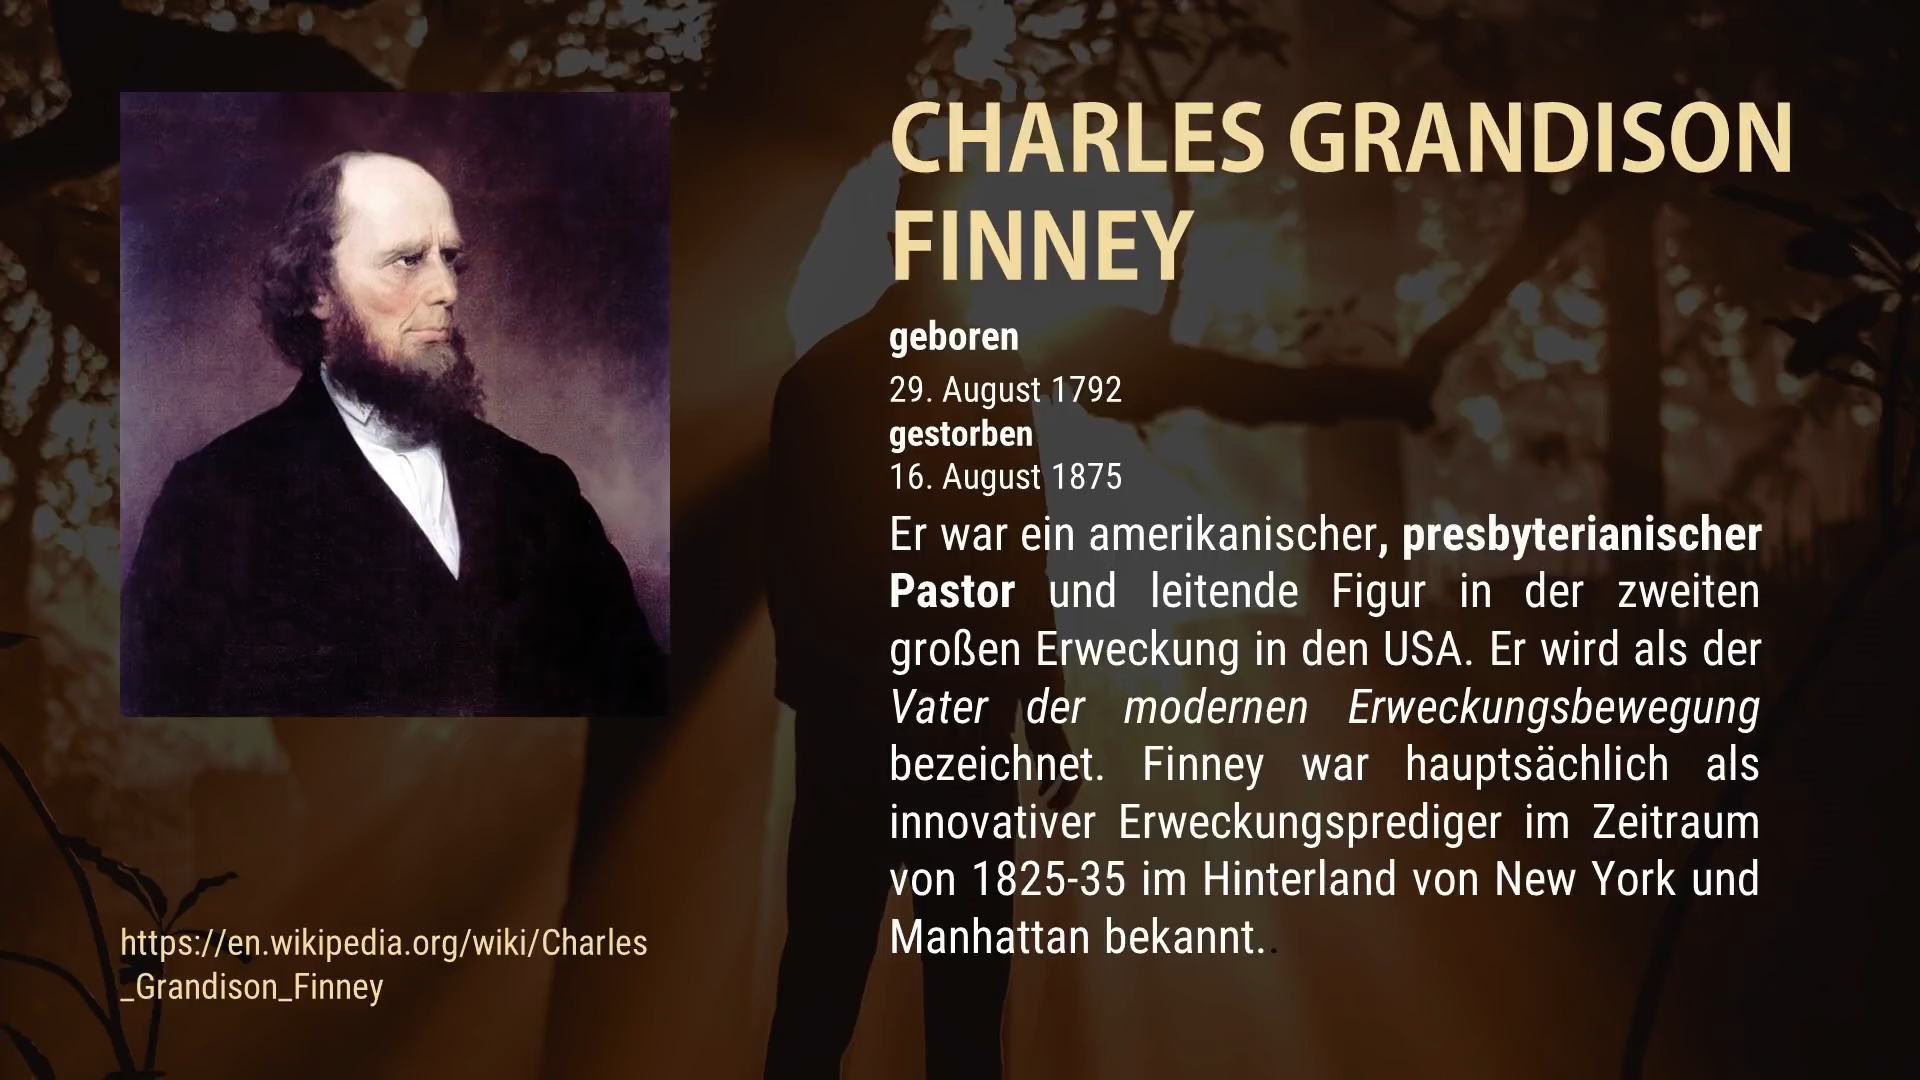 CHARLES GRANDISON
FINNEY
geboren
29. August 1792
gestorben
16. August 1875
Er war ein amerikanischer, presbyterianischer
Pastor und leitende Figur in der zweiten
großen Erweckung in den USA. Er wird als der
Vater der modernen Erweckungsbewegung
bezeichnet. Finney war hauptsächlich als
innovativer Erweckungsprediger im Zeitraum
von 1825-35 im Hinterland von New York und
Manhattan bekannt..
https://en.wikipedia.org/wiki/Charles
_Grandison_Finney